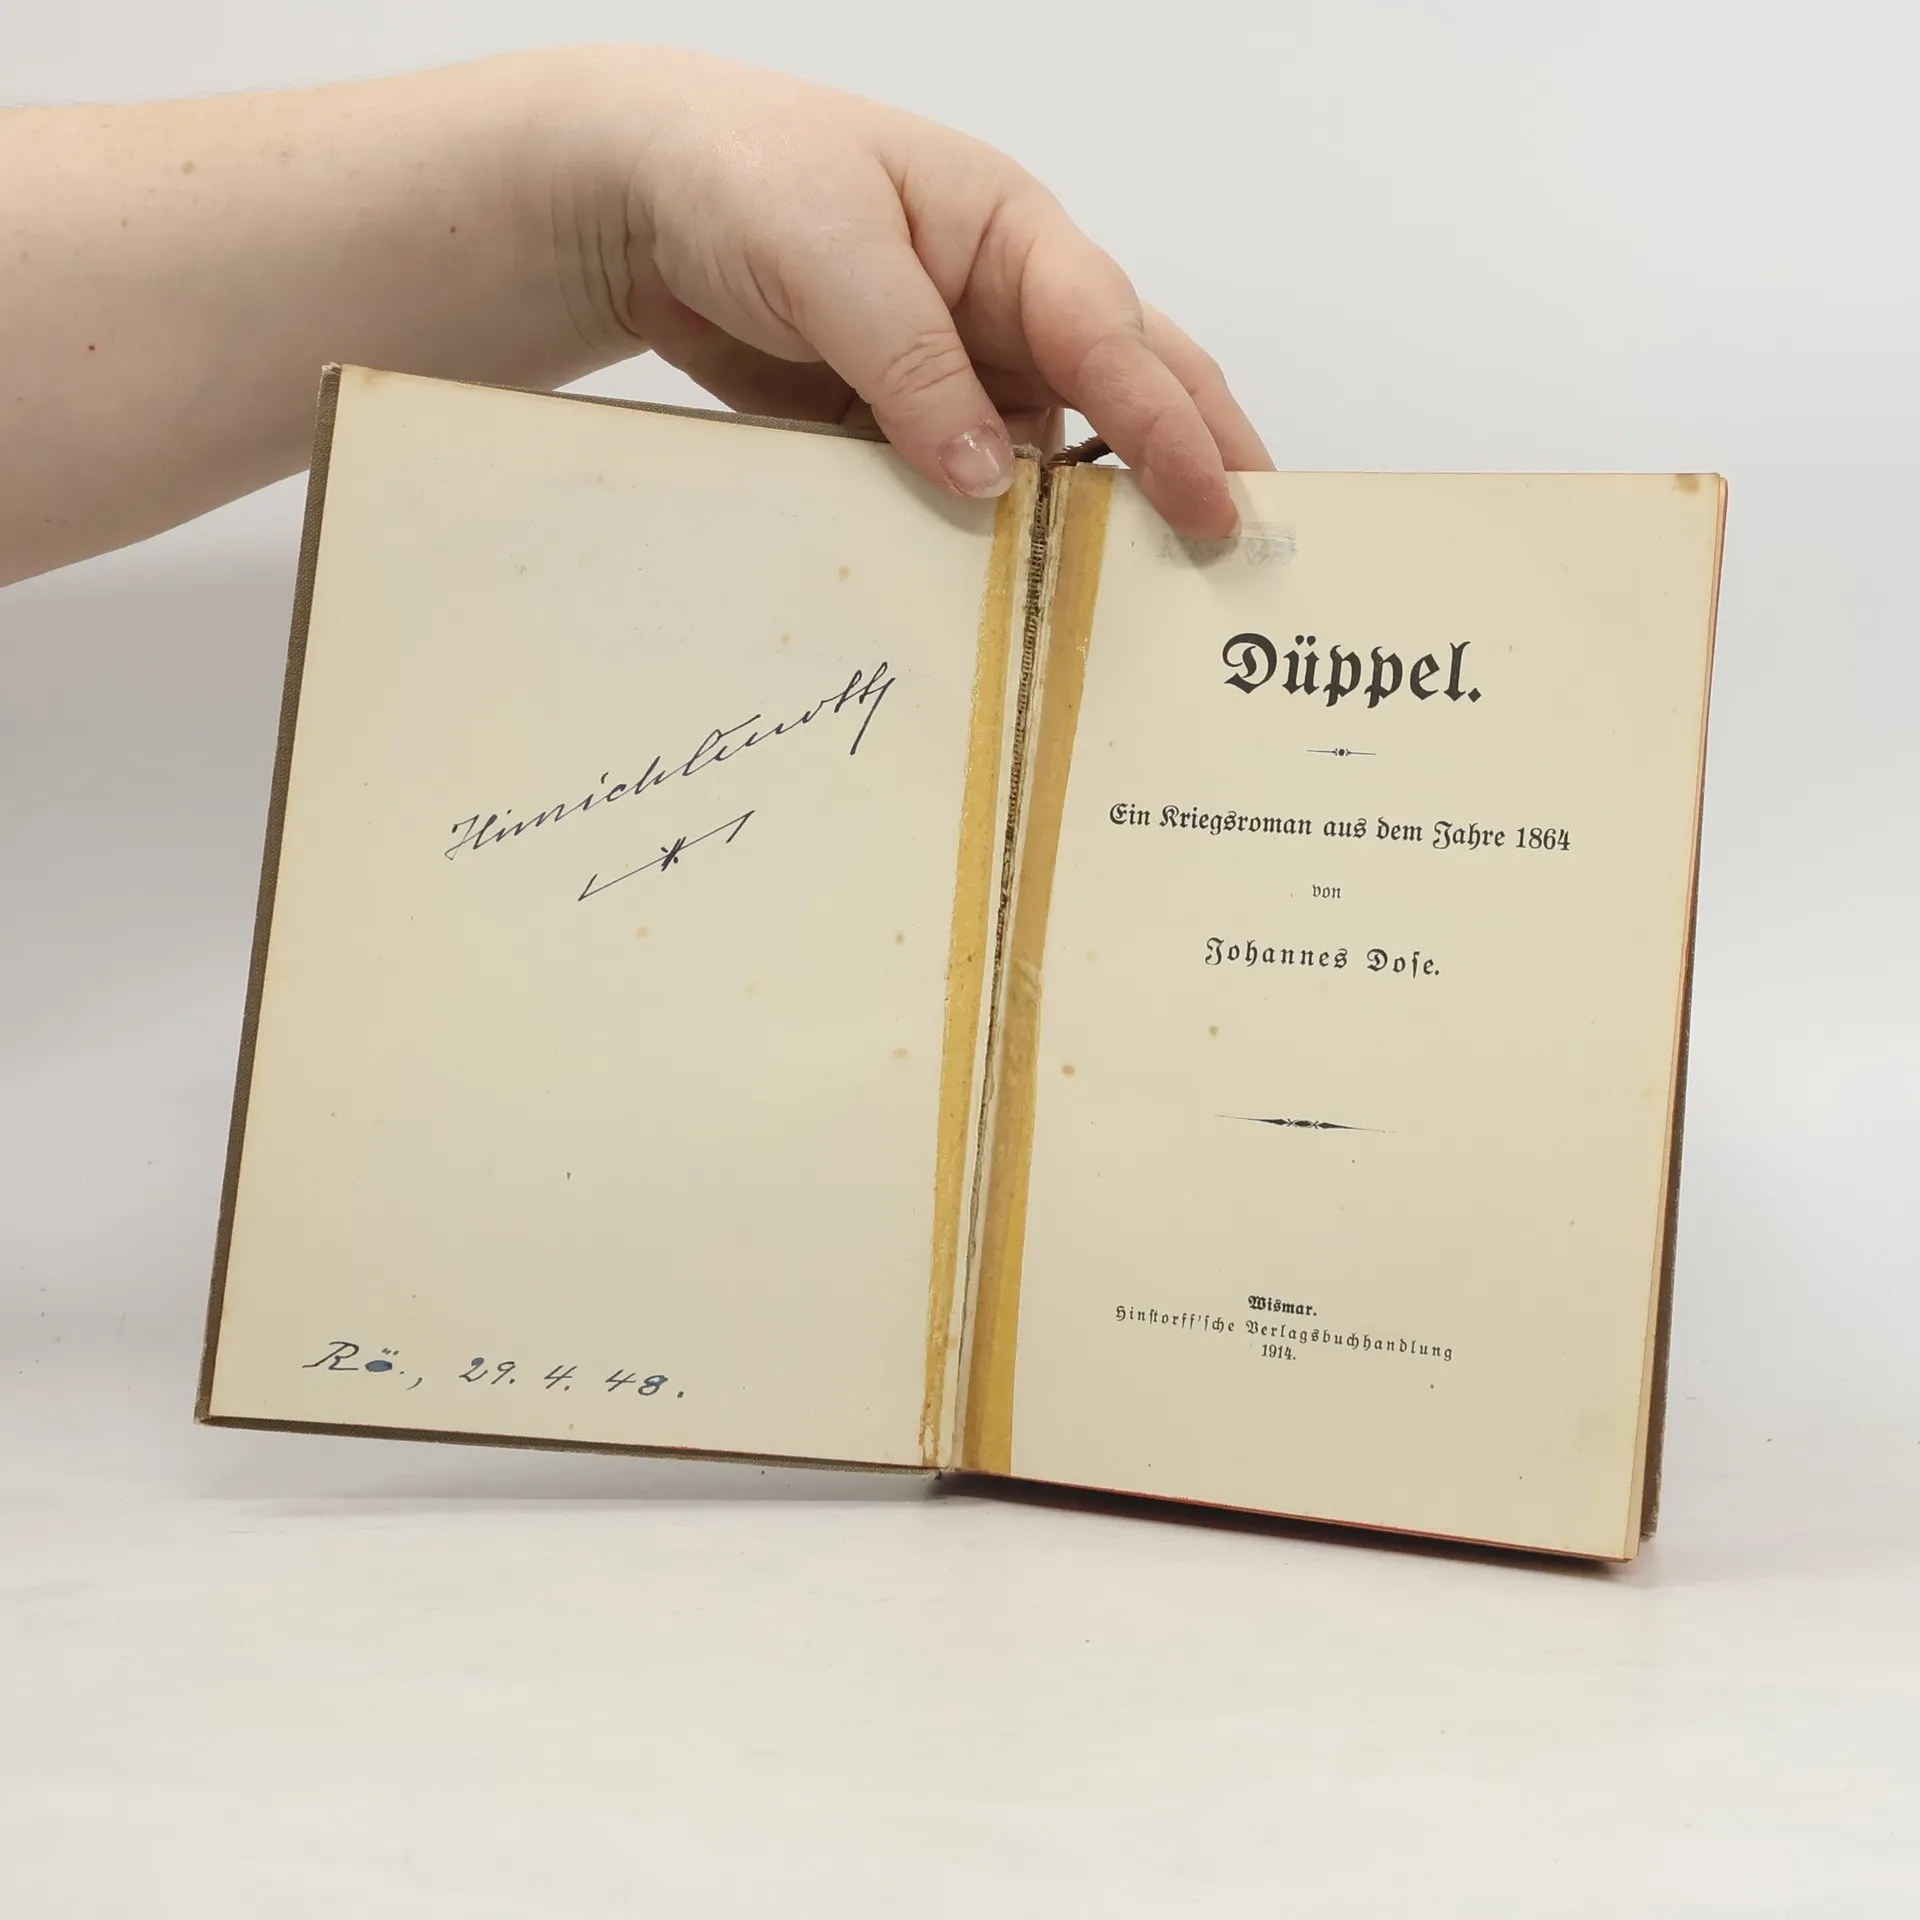 Rö., 29. 4. 48.
Düppel.
Ein Kriegsroman aus dem Jahre 1864
von
Johannes Doſe.
Wismar.
Hinſtorff'ſche Verlagsbuchhandlung
1914.